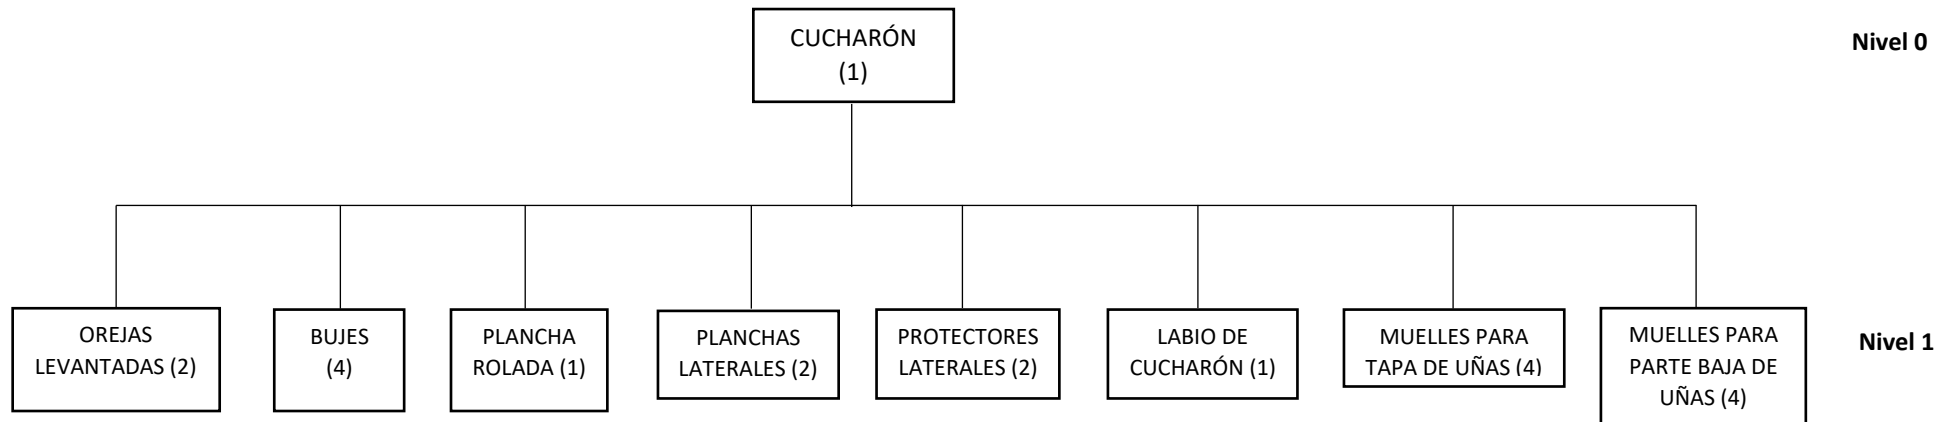 CUCHARÓN
(1)
Nivel 0
OREJAS
LEVANTADAS (2)
BUJES
(4)
PLANCHA
ROLADA (1)
PLANCHAS
LATERALES (2)
PROTECTORES
LATERALES (2)
LABIO DE
CUCHARÓN (1)
MUELLES PARA
TAPA DE UÑAS (4)
MUELLES PARA
PARTE BAJA DE
UÑAS (4)
Nivel 1